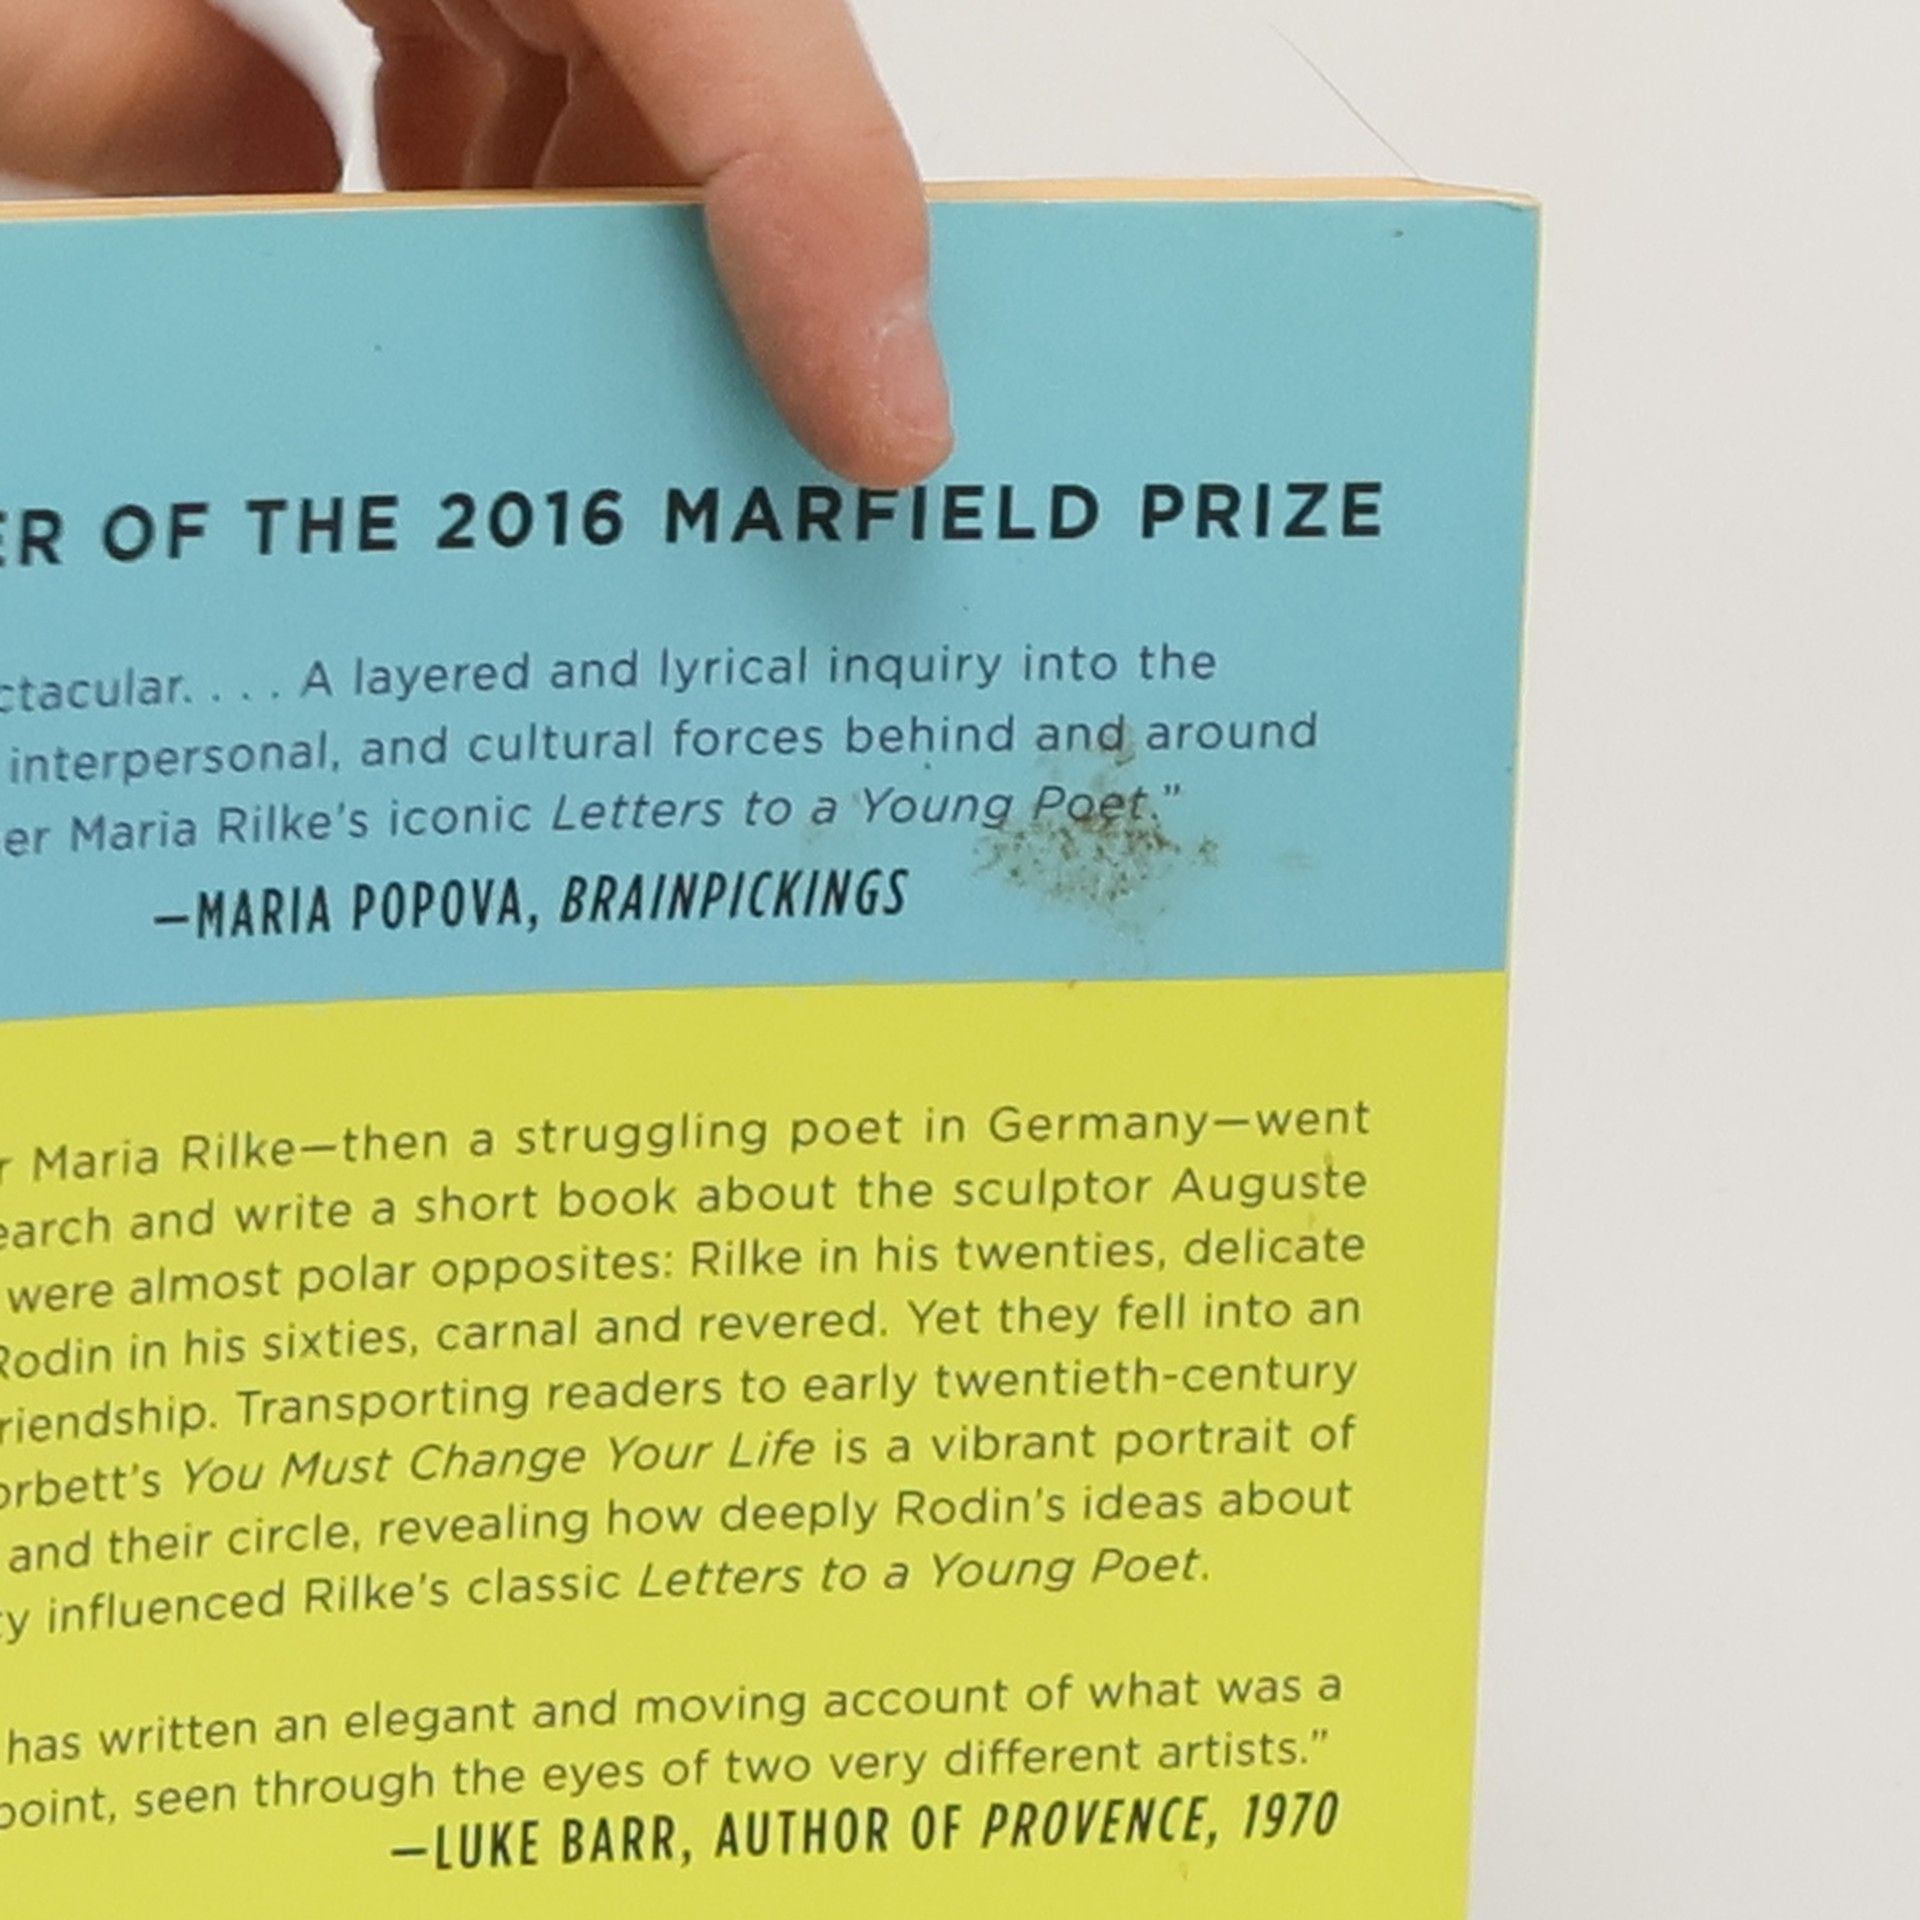 ER OF THE 2016 MARFIELD PRIZE
ctacular. . . . A layered and lyrical inquiry into the
interpersonal, and cultural forces behind and around
er Maria Rilke's iconic Letters to a Young Poet.”
—MARIA POPOVA, BRAINPICKINGS
r Maria Rilke—then a struggling poet in Germany—went
earch and write a short book about the sculptor Auguste
were almost polar opposites: Rilke in his twenties, delicate
Rodin in his sixties, carnal and revered. Yet they fell into an
riendship. Transporting readers to early twentieth-century
orbett's You Must Change Your Life is a vibrant portrait of
and their circle, revealing how deeply Rodin's ideas about
ty influenced Rilke's classic Letters to a Young Poet.
has written an elegant and moving account of what was a
point, seen through the eyes of two very different artists.”
—LUKE BARR, AUTHOR OF PROVENCE, 1970